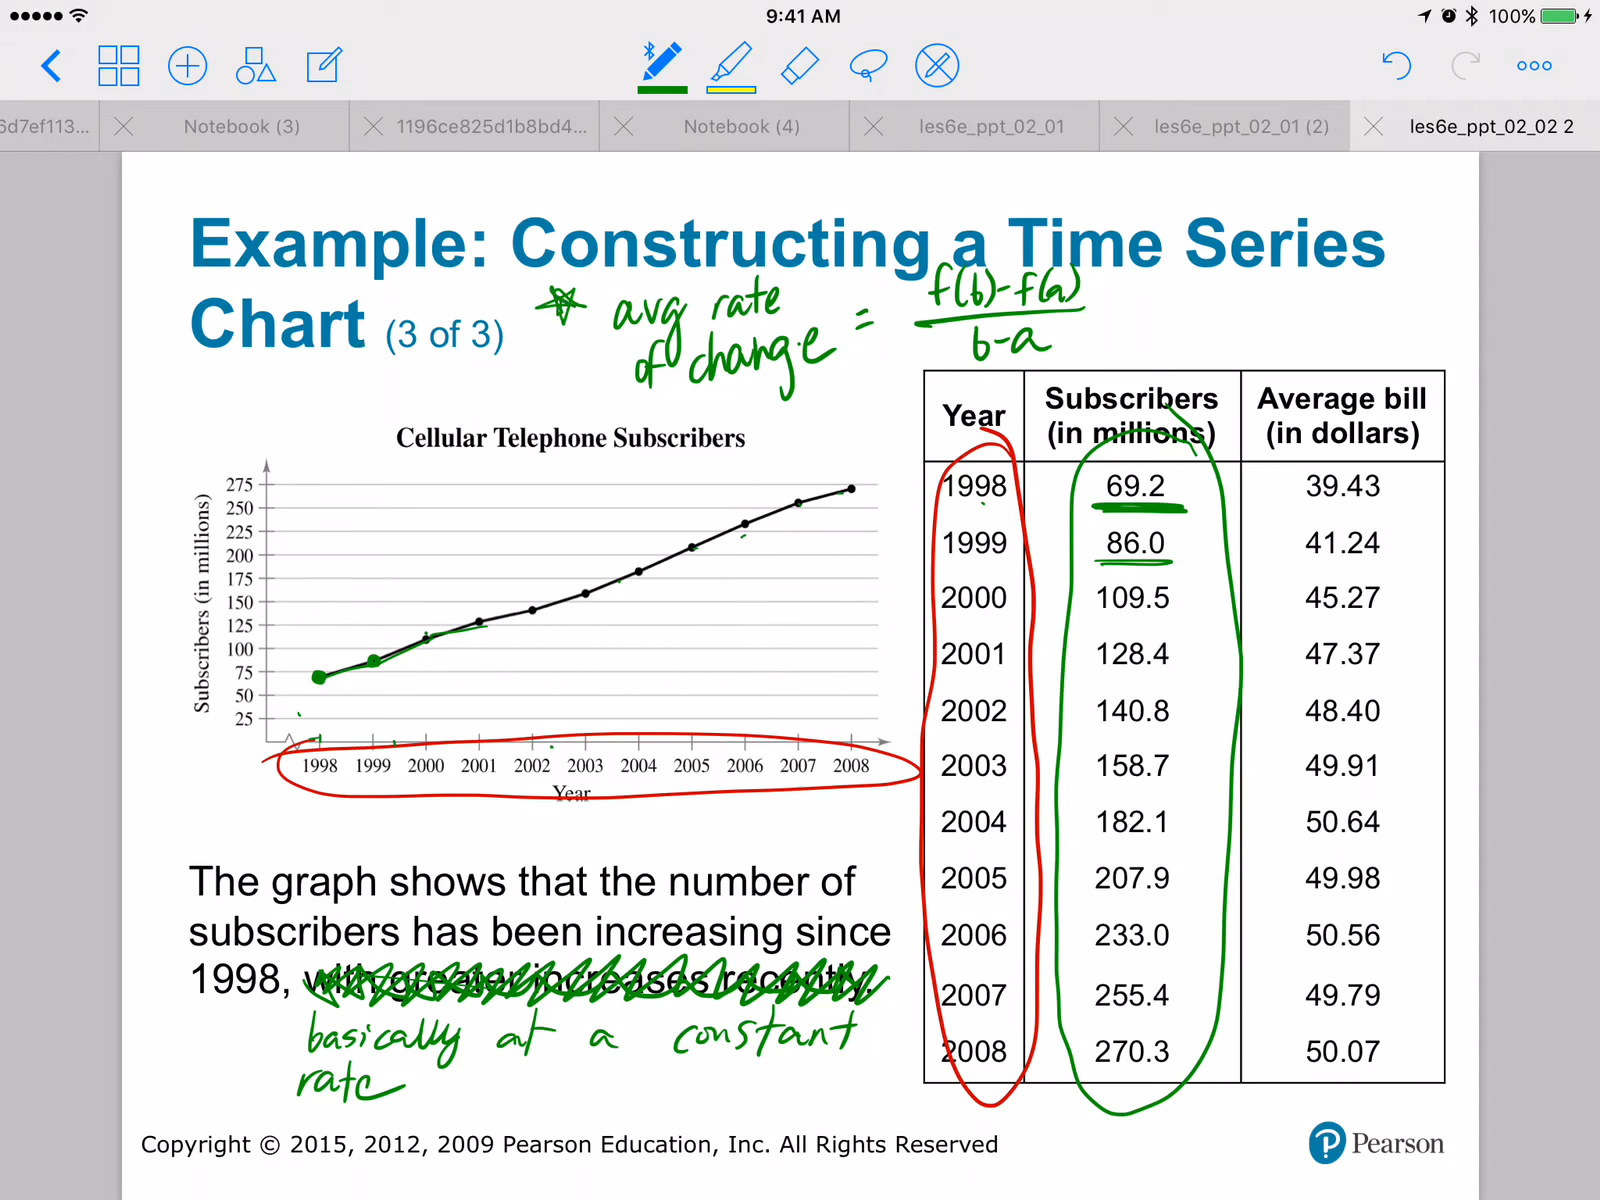 9:41 AM
100%
6d7ef113...
Notebook (3)
1196ce825d1b8bd4...
Notebook (4)
les6e_ppt_02_01
les6e_ppt_02_01 (2)
les6e_ppt_02_02 2
Example: Constructing a Time Series
Chart (3 of 3)
avg rate
of change = f(b)-f(a)
b-a
Cellular Telephone Subscribers
Subscribers (in millions)
275
250
225
200
175
150
125
100
75
50
25
1998 1999 2000 2001 2002 2003 2004 2005 2006 2007 2008
Year
The graph shows that the number of
subscribers has been increasing since
1998, with greater increases recently.
basically at a constant
rate
Year Subscribers (in millions) Average bill (in dollars)
1998 69.2 39.43
1999 86.0 41.24
2000 109.5 45.27
2001 128.4 47.37
2002 140.8 48.40
2003 158.7 49.91
2004 182.1 50.64
2005 207.9 49.98
2006 233.0 50.56
2007 255.4 49.79
2008 270.3 50.07
Copyright © 2015, 2012, 2009 Pearson Education, Inc. All Rights Reserved
P Pearson